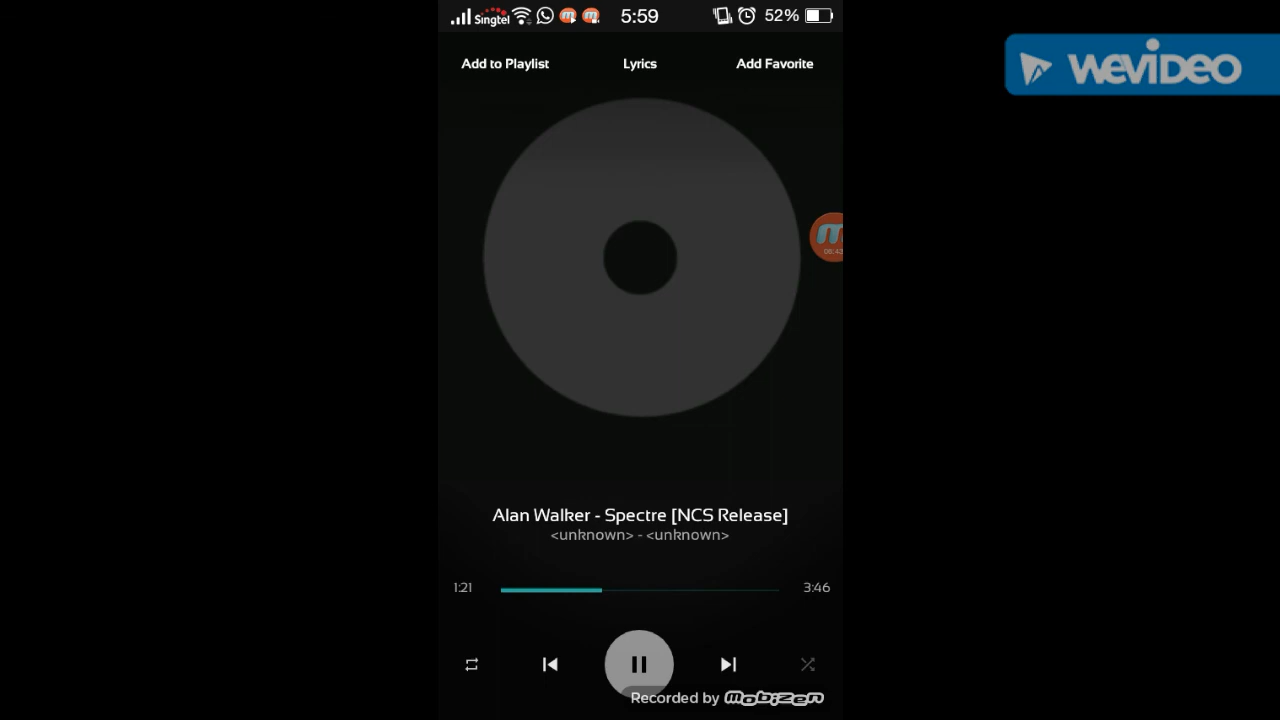 Singtel 5:59 52%
WEVIDEO
Add to Playlist Lyrics Add Favorite
Alan Walker - Spectre [NCS Release]
<unknown> - <unknown>
1:21 3:46
Recorded by mobizen